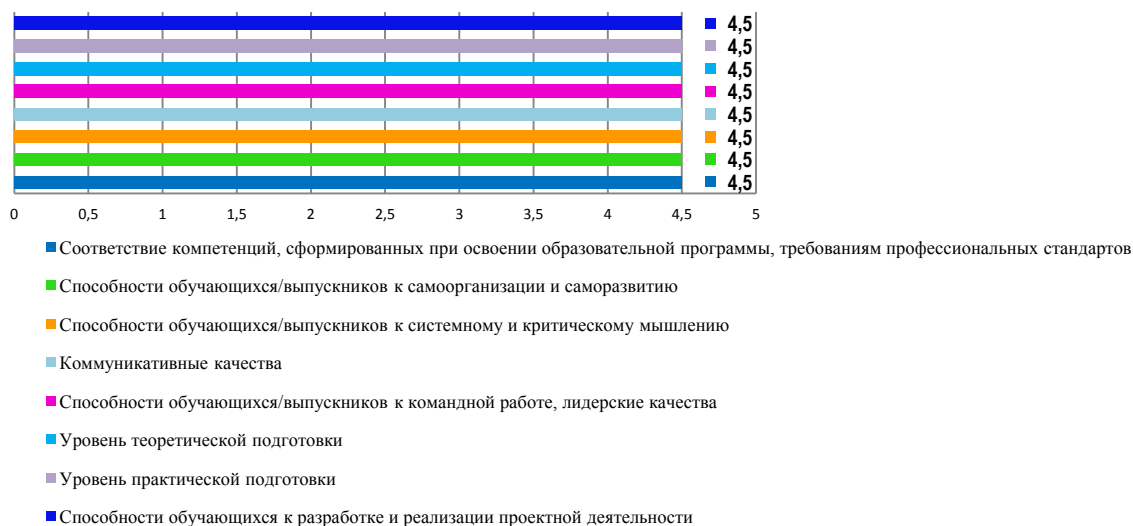 4,5
4,5
4,5
4,5
4,5
4,5
4,5
4,5
0 0,5 1 1,5 2 2,5 3 3,5 4 4,5 5
Соответствие компетенций, сформированных при освоении образовательной программы, требованиям профессиональных стандартов
Способности обучающихся/выпускников к самоорганизации и саморазвитию
Способности обучающихся/выпускников к системному и критическому мышлению
Коммуникативные качества
Способности обучающихся/выпускников к командной работе, лидерские качества
Уровень теоретической подготовки
Уровень практической подготовки
Способности обучающихся к разработке и реализации проектной деятельности